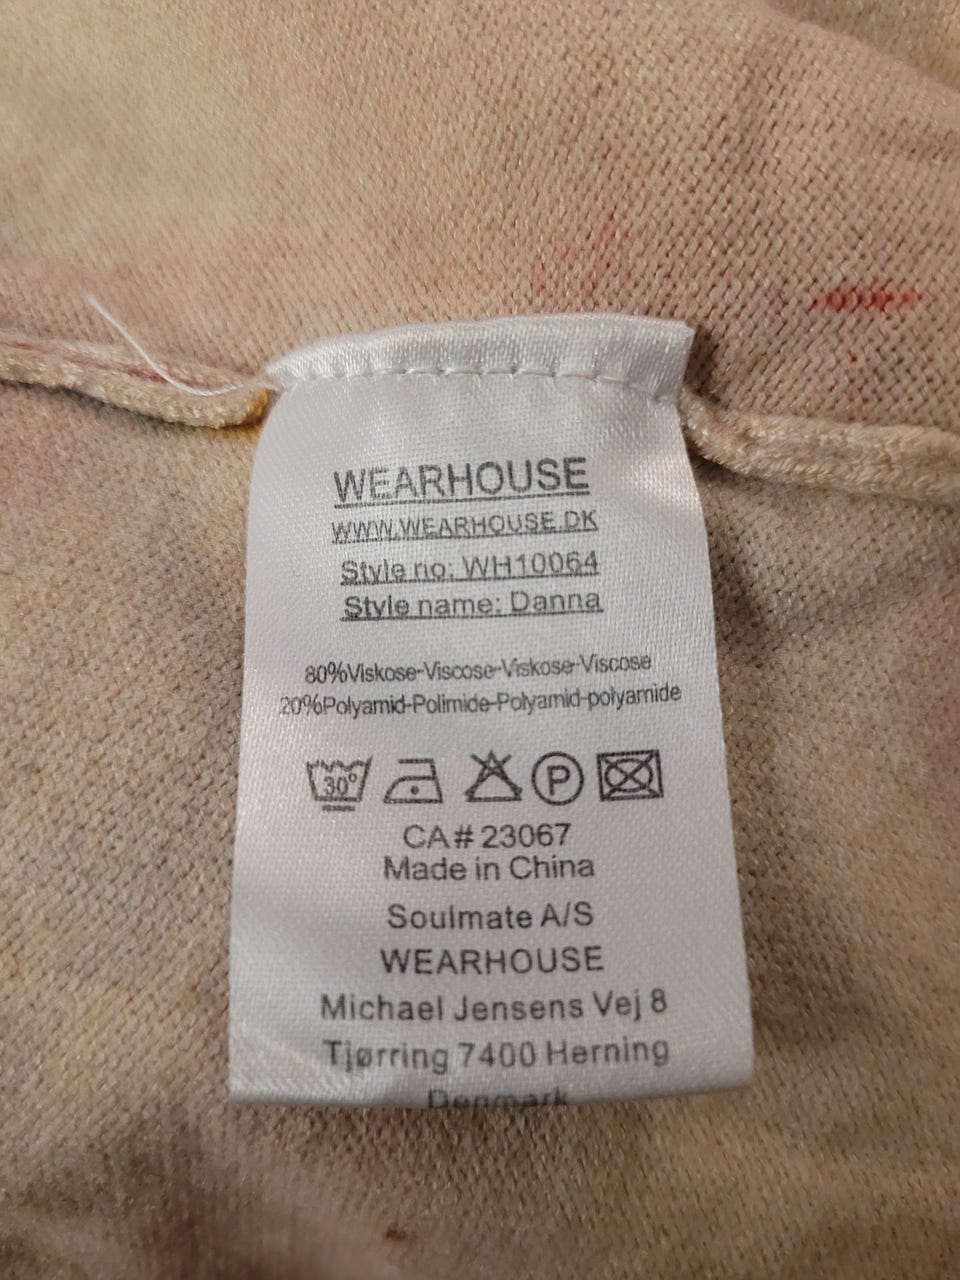 WEARHOUSE
WWW.WEARHOUSE.DK
Style no: WH10064
Style name: Danna
80%Viskose-Viscose-Viskose-Viscose
20%Polyamid-Polimide-Polyamid-polyamide
30°
P
CA# 23067
Made in China
Soulmate A/S
WEARHOUSE
Michael Jensens Vej 8
Tjørring 7400 Herning
Denmark